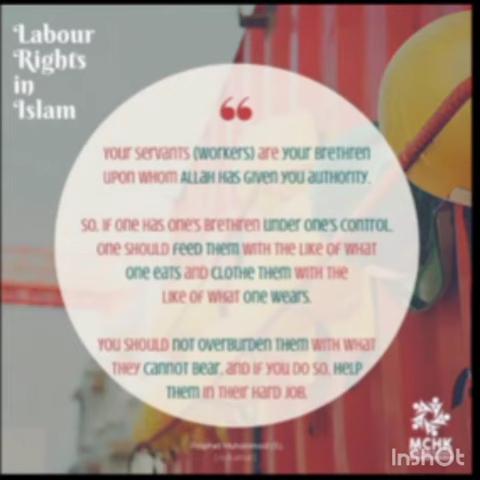 Labour
Rights
in
Islam
Your servants (workers) are your brethren
upon whom Allah has given you authority.
So, if one has one's brethren under one's control,
one should feed them with the like of what
one eats and clothe them with the
like of what one wears.
You should not overburden them with what
they cannot bear, and if you do so, help
them in their hard job.
Prophet Muhammad (S),
MCHK
InshOt